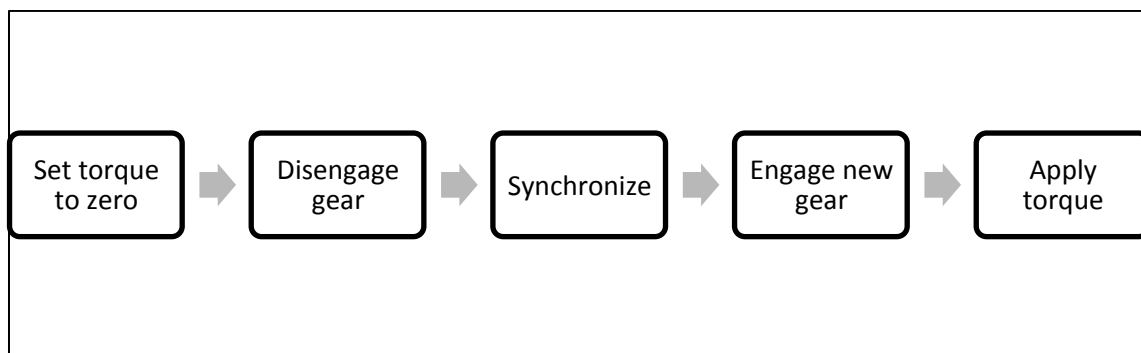 Set torque
to zero
Disengage
gear
Synchronize
Engage new
gear
Apply
torque